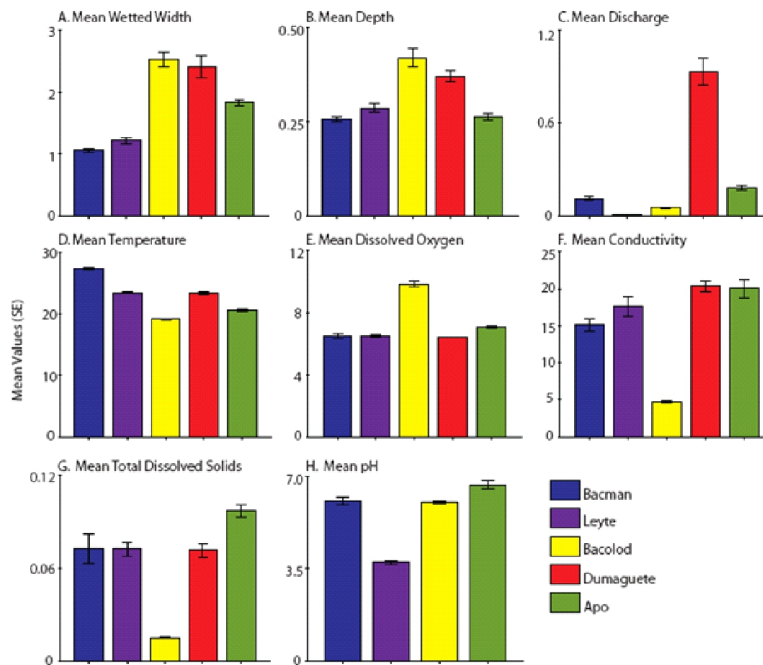 A. Mean Wetted Width
3
2
1
0
B. Mean Depth
0.50
0.25
0
C. Mean Discharge
1.2
0.6
0
D. Mean Temperature
30
20
10
0
E. Mean Dissolved Oxygen
12
8
4
0
F. Mean Conductivity
25
20
15
10
5
0
Mean Values (SE)
G. Mean Total Dissolved Solids
0.12
0.06
0
H. Mean pH
7.0
3.5
0
Bacman
Leyte
Bacolod
Dumaguete
Apo